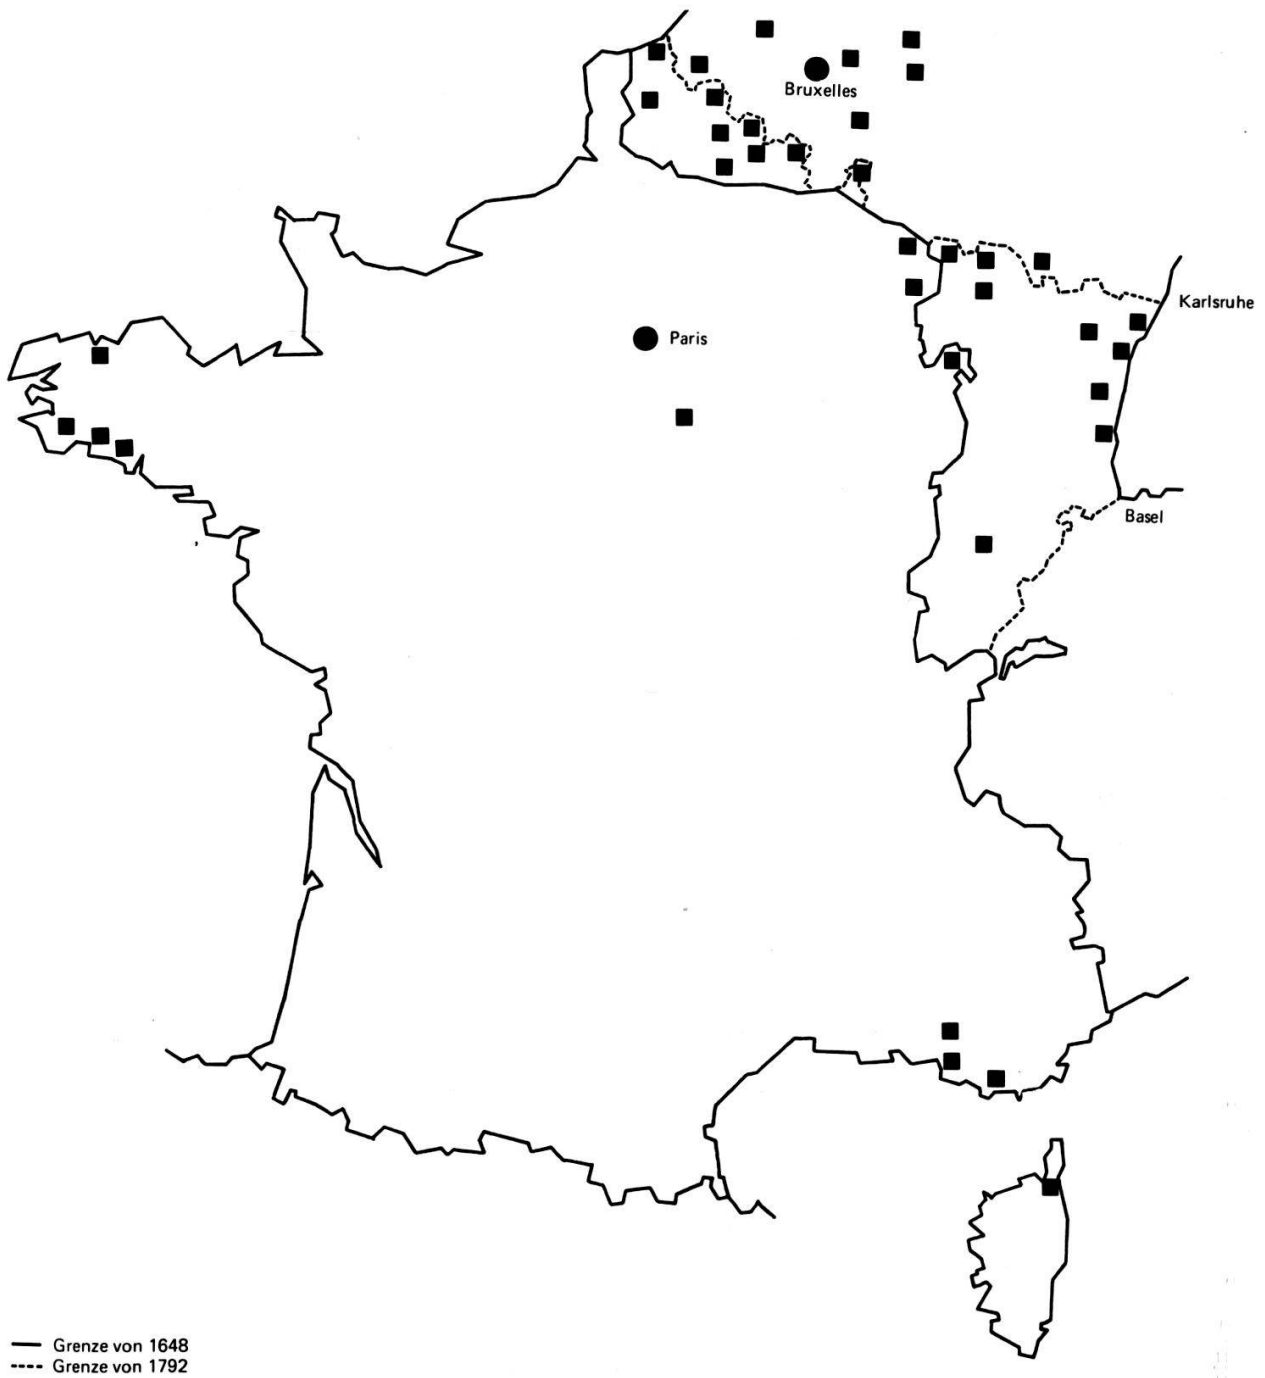 Bruxelles
Karlsruhe
Paris
Basel
Grenze von 1648
Grenze von 1792